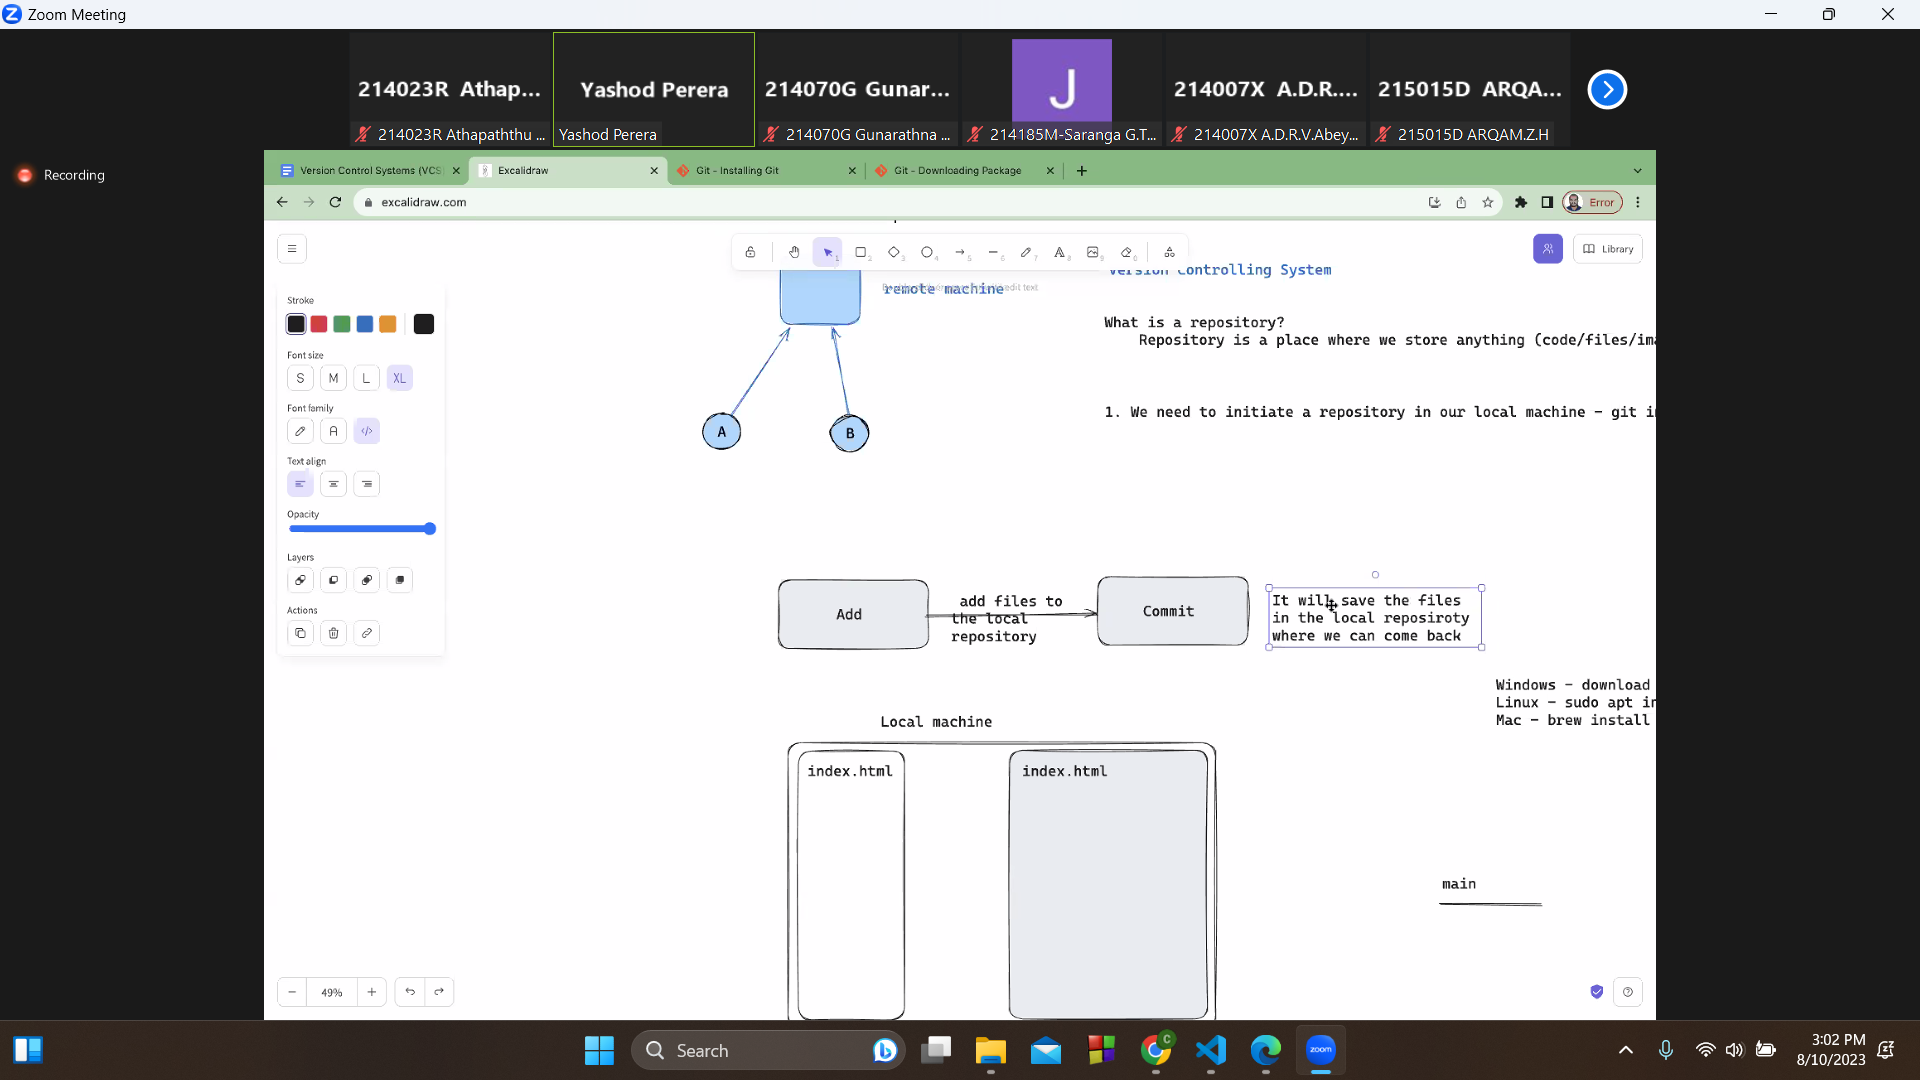 Zoom Meeting
214023R Athap...
Yashod Perera
214070G Gunar...
J
214007X A.D.R....
215015D ARQA...
214023R Athapaththu ...
Yashod Perera
214070G Gunarathna ...
214185M-Saranga G.T...
214007X A.D.R.V.Abey...
215015D ARQAM.Z.H
Recording
Version Control Systems (VCS
Excalidraw
Git - Installing Git
Git - Downloading Package
excalidraw.com
Error
Library
Version Controlling System
remote machine
edit text
Stroke
Font size
S M L XL
Font family
A
Text align
Opacity
Layers
Actions
What is a repository?
Repository is a place where we store anything (code/files/ima
1. We need to initiate a repository in our local machine - git in
A
B
Add
add files to
the local
repository
Commit
It will save the files
in the local reposiroty
where we can come back
Windows - download
Linux - sudo apt in
Mac - brew install
Local machine
index.html
index.html
main
49%
Search
zoom
3:02 PM
8/10/2023